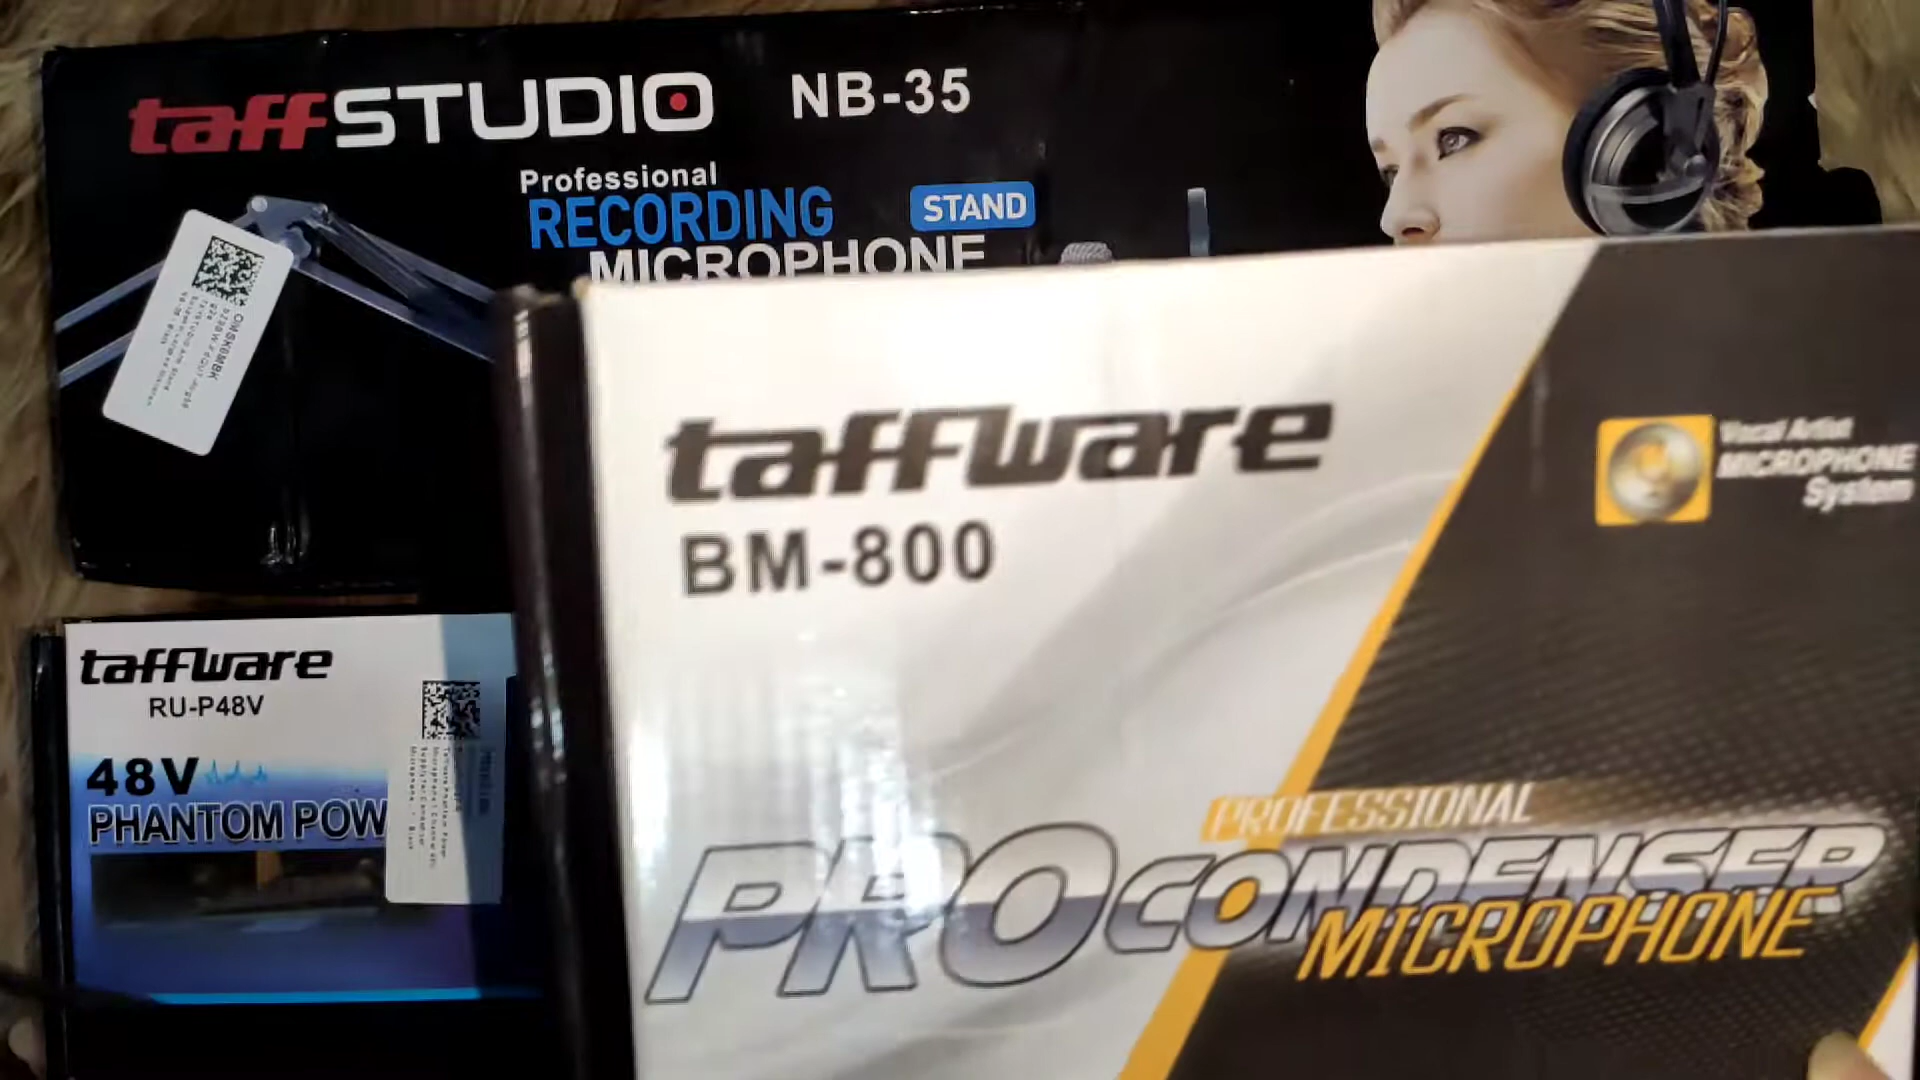 taffSTUDIO NB-35
Professional
RECORDING STAND
MICROPHONE
OMSK6MBK
taffware
BM-800
Vocal Artist
MICROPHONE
System
PROFESSIONAL
PRO CONDENSER
MICROPHONE
taffware
RU-P48V
48V
PHANTOM POW